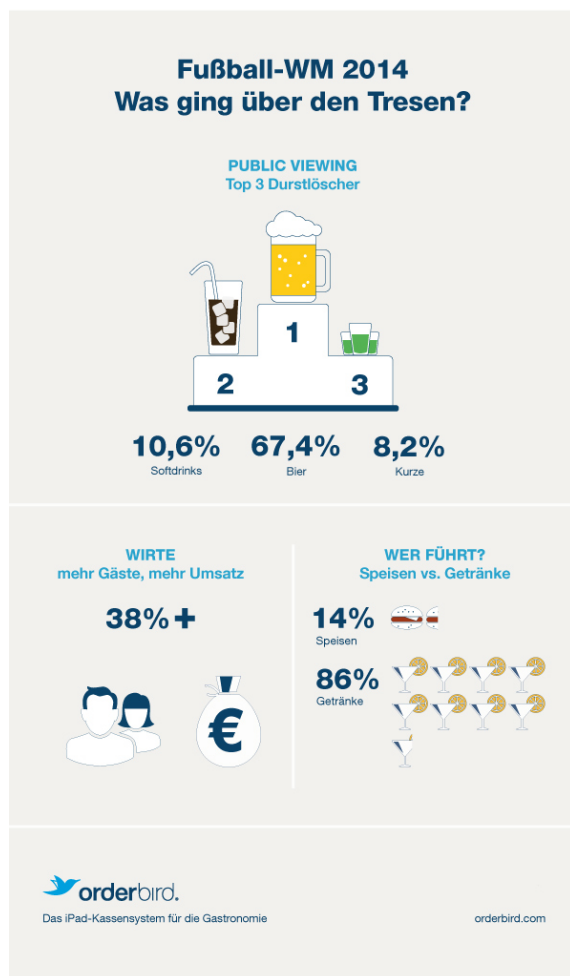 Fußball-WM 2014
Was ging über den Tresen?
PUBLIC VIEWING
Top 3 Durstlöscher
1
2
3
10,6%
Softdrinks
67,4%
Bier
8,2%
Kurze
WIRTE
mehr Gäste, mehr Umsatz
38% +
€
WER FÜHRT?
Speisen vs. Getränke
14%
Speisen
86%
Getränke
orderbird.
Das iPad-Kassensystem für die Gastronomie
orderbird.com